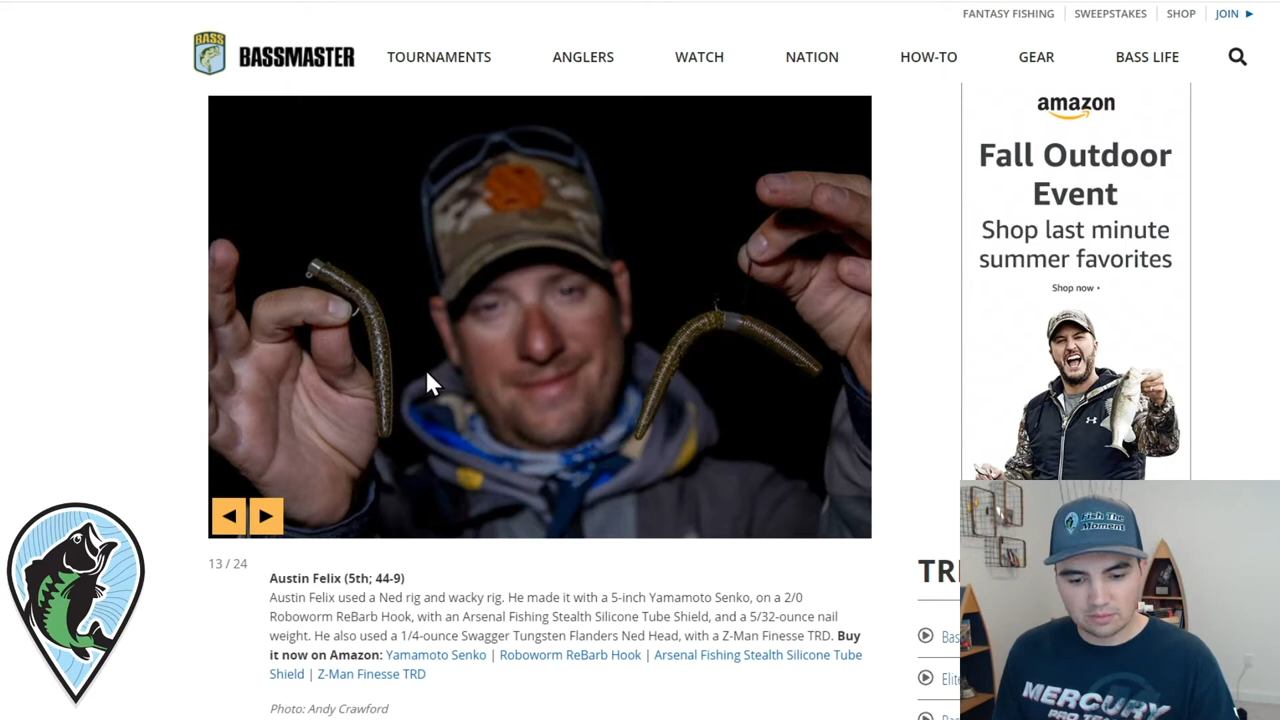 FANTASY FISHING SWEEPSTAKES SHOP JOIN ▶
BASS BASSMASTER TOURNAMENTS ANGLERS WATCH NATION HOW-TO GEAR BASS LIFE
amazon
Fall Outdoor
Event
Shop last minute
summer favorites
Shop now
13 / 24
Austin Felix (5th; 44-9)
Austin Felix used a Ned rig and wacky rig. He made it with a 5-inch Yamamoto Senko, on a 2/0
Roboworm ReBarb Hook, with an Arsenal Fishing Stealth Silicone Tube Shield, and a 5/32-ounce nail
weight. He also used a 1/4-ounce Swagger Tungsten Flanders Ned Head, with a Z-Man Finesse TRD. Buy
it now on Amazon: Yamamoto Senko | Roboworm ReBarb Hook | Arsenal Fishing Stealth Silicone Tube
Shield | Z-Man Finesse TRD
Photo: Andy Crawford
TR
Bas
Elite
Fish The
Moment
MERCURY
PRO T